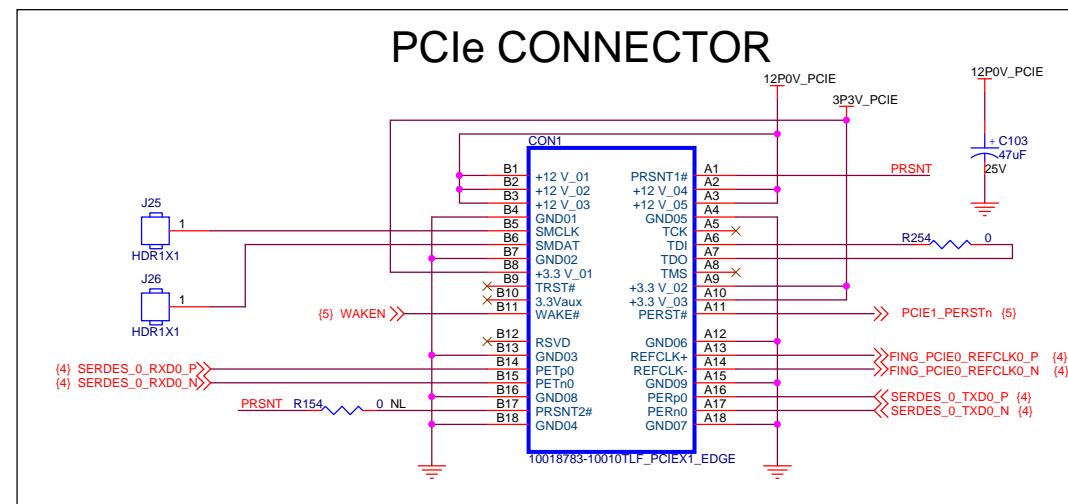 PCIe CONNECTOR
12P0V_PCIE
12P0V_PCIE
3P3V_PCIE
CON1
+ C103
47uF
25V
B1 +12 V_01 PRSNT1# A1 PRSNT
B2 +12 V_02 +12 V_04 A2
B3 +12 V_03 +12 V_05 A3
J25 B4 GND01 GND05 A4
1 B5 SMCLK TCK A5
B6 SMDAT TDI A6 R254 0
HDR1X1 B7 GND02 TDO A7
B8 +3.3 V_01 TMS A8
J26 B9 TRST# +3.3 V_02 A9
1 B10 3.3Vaux +3.3 V_03 A10
{5} WAKEN B11 WAKE# PERST# A11 PCIE1_PERSTn {5}
HDR1X1
B12 RSVD GND06 A12
B13 GND03 REFCLK+ A13 FING_PCIE0_REFCLK0_P {4}
{4} SERDES_0_RXD0_P B14 PETp0 REFCLK- A14 FING_PCIE0_REFCLK0_N {4}
{4} SERDES_0_RXD0_N B15 PETn0 GND09 A15
B16 GND08 PERp0 A16 SERDES_0_TXD0_P {4}
PRSNT R154 0 NL B17 PRSNT2# PERn0 A17 SERDES_0_TXD0_N {4}
B18 GND04 GND07 A18
10018783-10010TLF_PCIEX1_EDGE